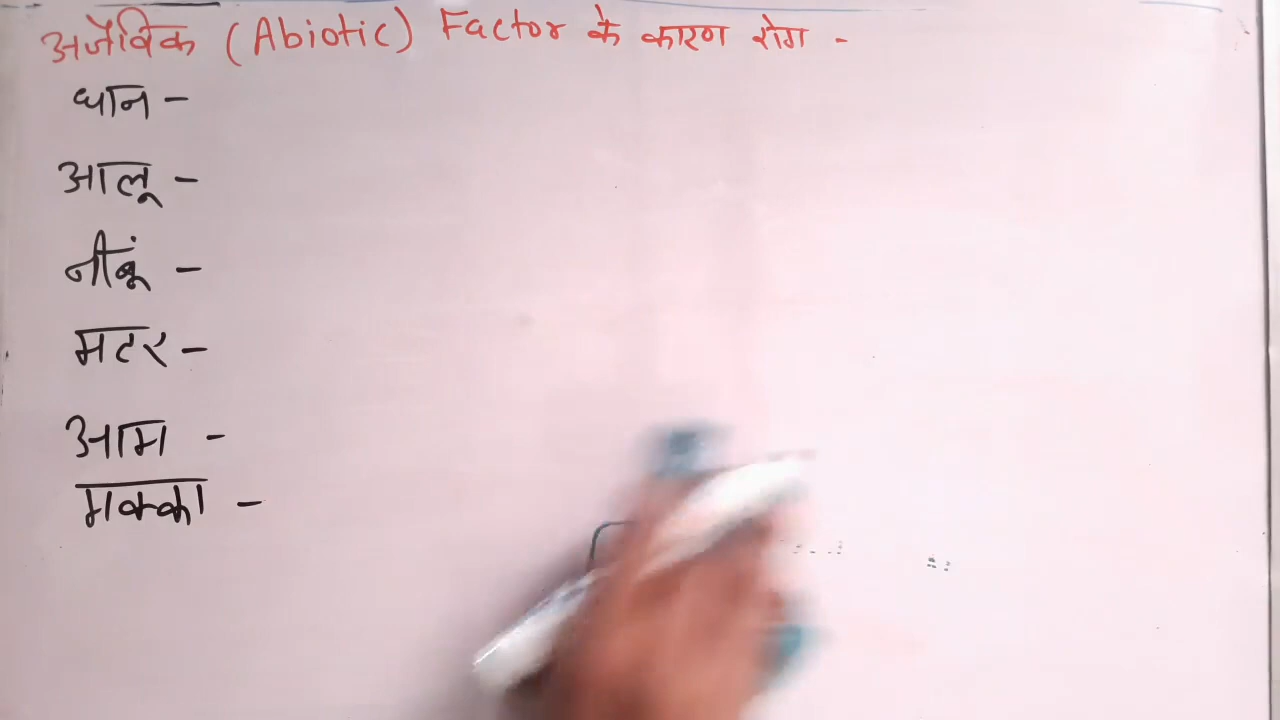 अजैविक (Abiotic) Factor के कारण रोग -
धान -
आलू -
नीबूं -
मटर -
आम -
मक्का -